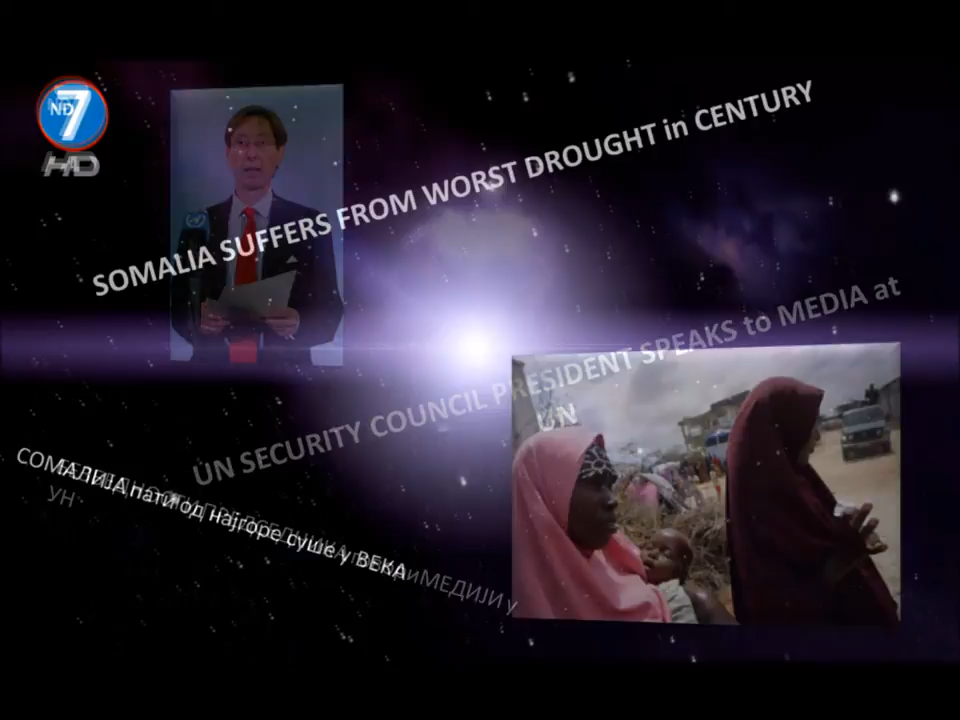 ND 7
HD
SOMALIA SUFFERS FROM WORST DROUGHT in CENTURY
UN SECURITY COUNCIL PRESIDENT SPEAKS to MEDIA at
UN
СОМАЛИЈА пати од најгоре суше у ВЕКА
МЕДИЈИ у
УН